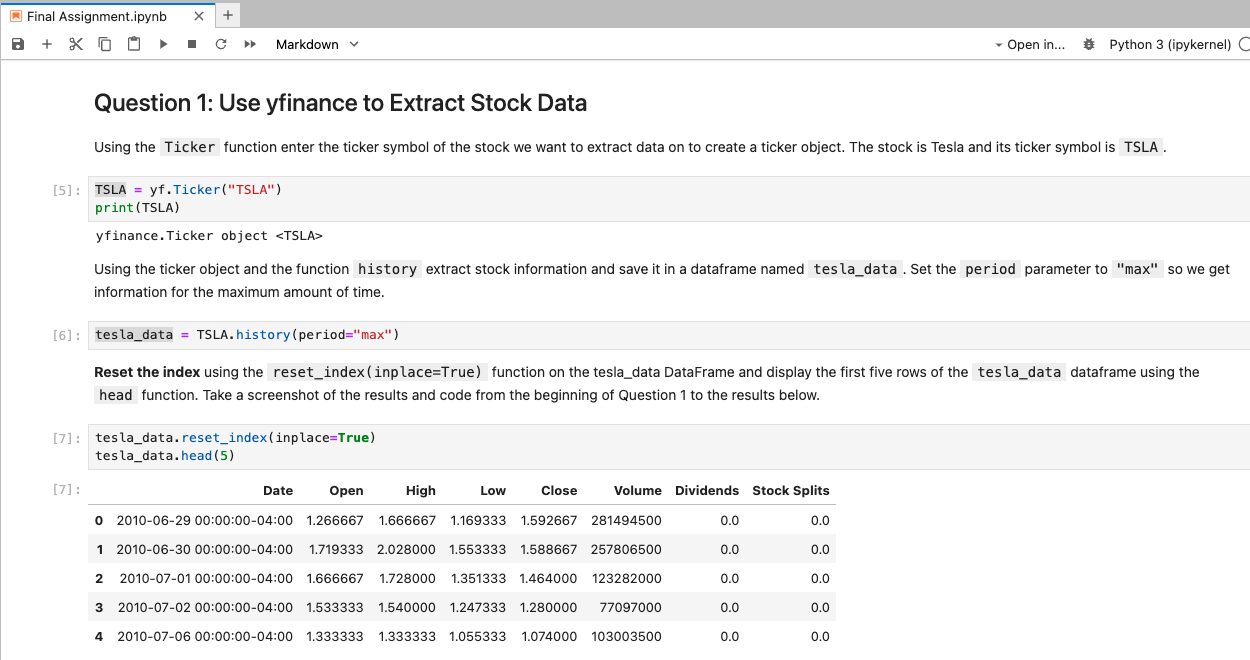 Final Assignment.ipynb
Markdown
Open in...
Python 3 (ipykernel)
Question 1: Use yfinance to Extract Stock Data
Using the Ticker function enter the ticker symbol of the stock we want to extract data on to create a ticker object. The stock is Tesla and its ticker symbol is TSLA.
[5]: TSLA = yf.Ticker("TSLA")
print(TSLA)
yfinance.Ticker object <TSLA>
Using the ticker object and the function history extract stock information and save it in a dataframe named tesla_data. Set the period parameter to "max" so we get
information for the maximum amount of time.
[6]: tesla_data = TSLA.history(period="max")
Reset the index using the reset_index(inplace=True) function on the tesla_data DataFrame and display the first five rows of the tesla_data dataframe using the
head function. Take a screenshot of the results and code from the beginning of Question 1 to the results below.
[7]: tesla_data.reset_index(inplace=True)
tesla_data.head(5)
[7]: Date Open High Low Close Volume Dividends Stock Splits
0 2010-06-29 00:00:00-04:00 1.266667 1.666667 1.169333 1.592667 281494500 0.0 0.0
1 2010-06-30 00:00:00-04:00 1.719333 2.028000 1.553333 1.588667 257806500 0.0 0.0
2 2010-07-01 00:00:00-04:00 1.666667 1.728000 1.351333 1.464000 123282000 0.0 0.0
3 2010-07-02 00:00:00-04:00 1.533333 1.540000 1.247333 1.280000 77097000 0.0 0.0
4 2010-07-06 00:00:00-04:00 1.333333 1.333333 1.055333 1.074000 103003500 0.0 0.0